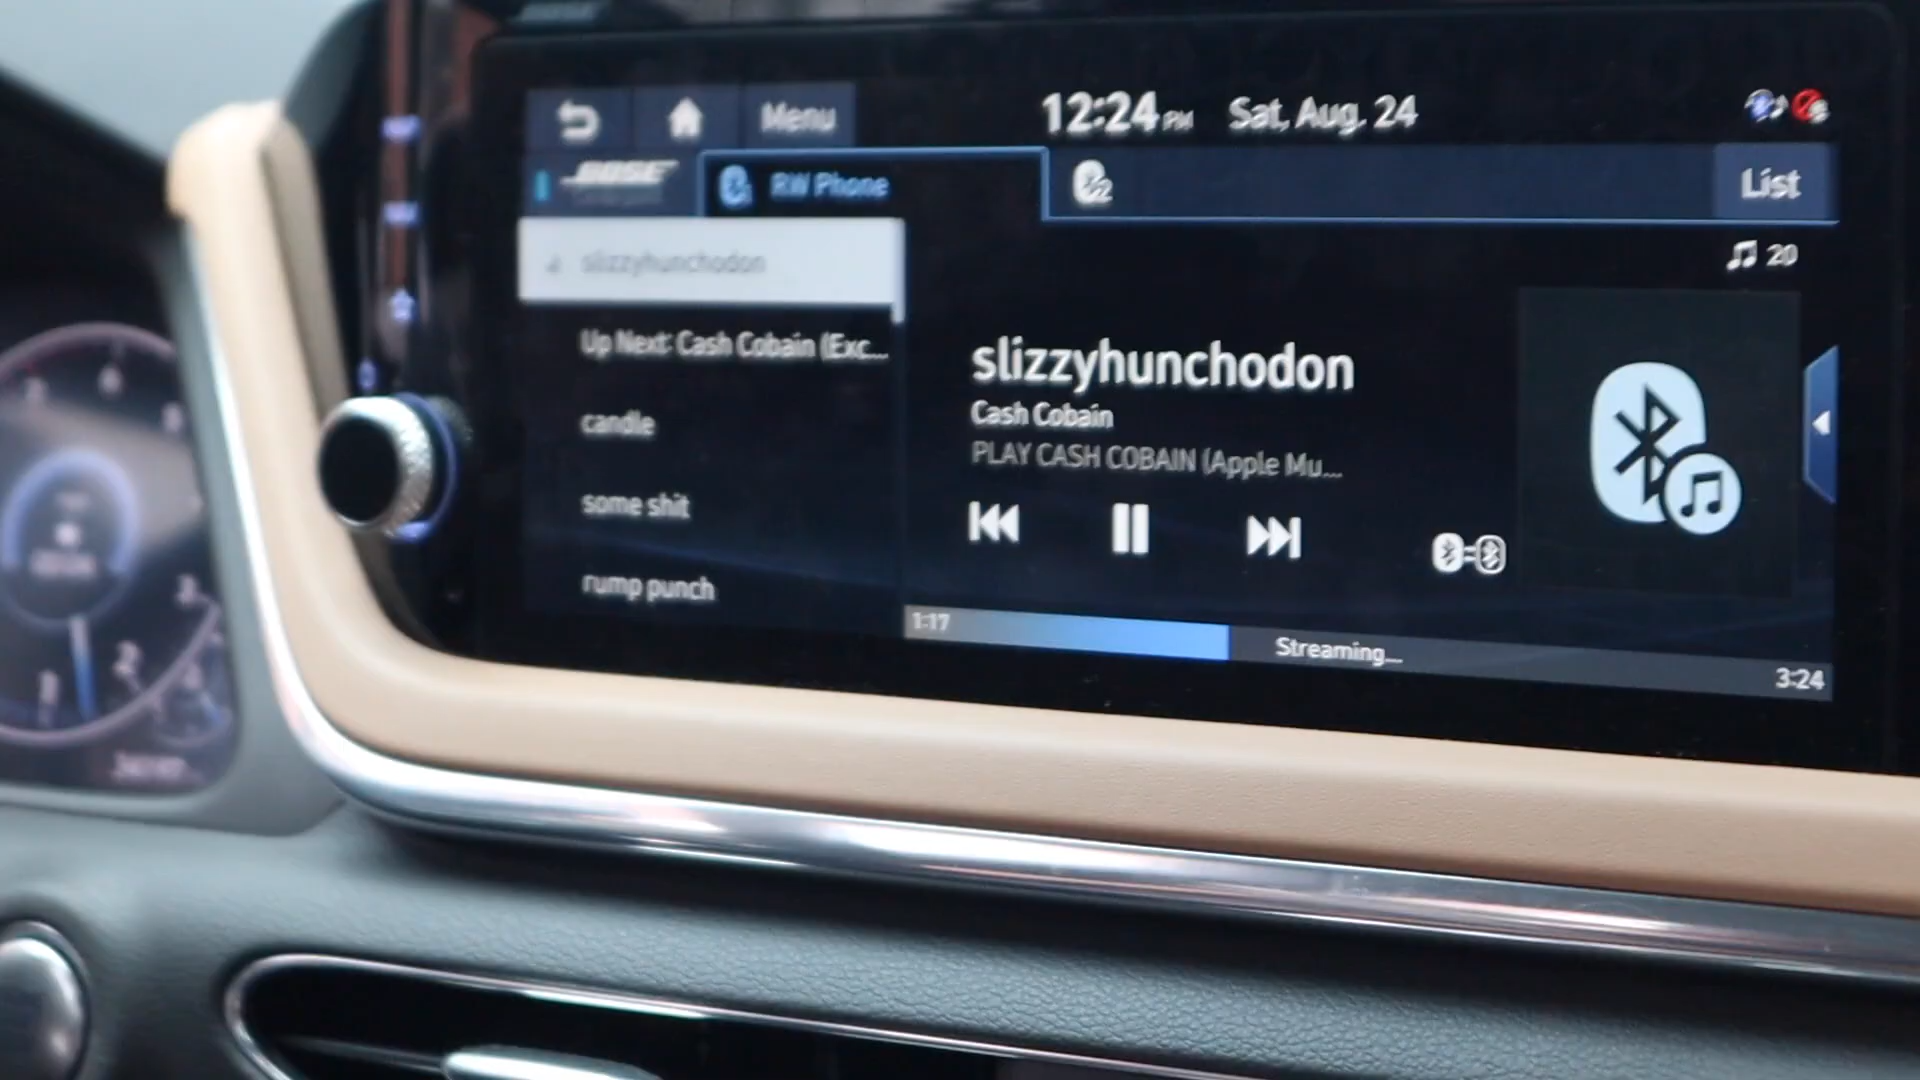 Menu
12:24 PM Sat, Aug. 24
BOSE
RW Phone
2
List
20
slizzyhunchodon
Up Next: Cash Cobain (Exc...
candle
some shit
rump punch
slizzyhunchodon
Cash Cobain
PLAY CASH COBAIN (Apple Mu...
1:17
Streaming...
3:24